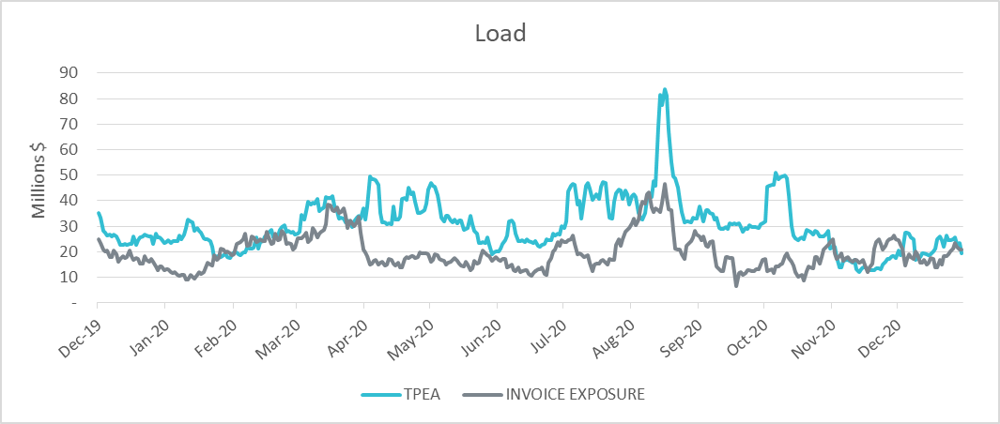 Load
Millions $
90
80
70
60
50
40
30
20
10
-
Dec-19 Jan-20 Feb-20 Mar-20 Apr-20 May-20 Jun-20 Jul-20 Aug-20 Sep-20 Oct-20 Nov-20 Dec-20
TPEA INVOICE EXPOSURE